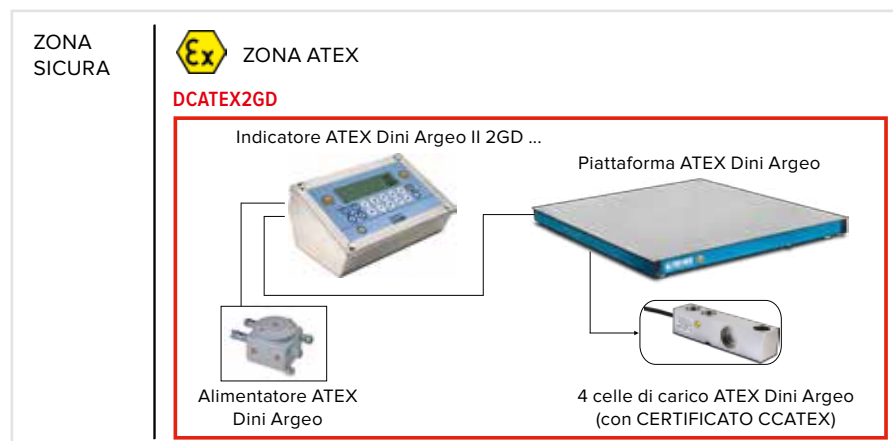 ZONA
SICURA
Ex
ZONA ATEX
DCATEX2GD
Indicatore ATEX Dini Argeo II 2GD ...
Piattaforma ATEX Dini Argeo
Alimentatore ATEX
Dini Argeo
4 celle di carico ATEX Dini Argeo
(con CERTIFICATO CCATEX)